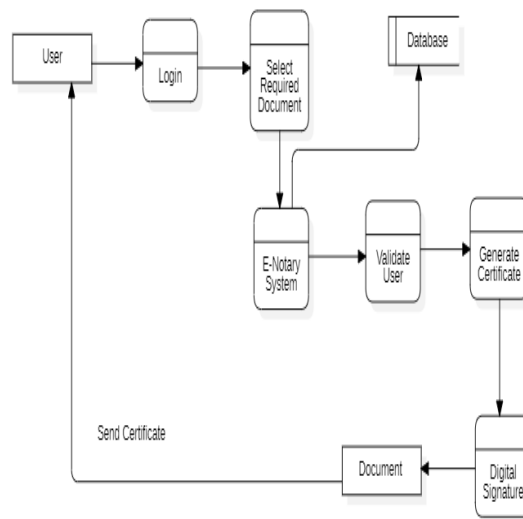 User
Login
Select
Required
Document
Database
E-Notary
System
Validate
User
Generate
Certificate
Send Certificate
Document
Digital
Signature